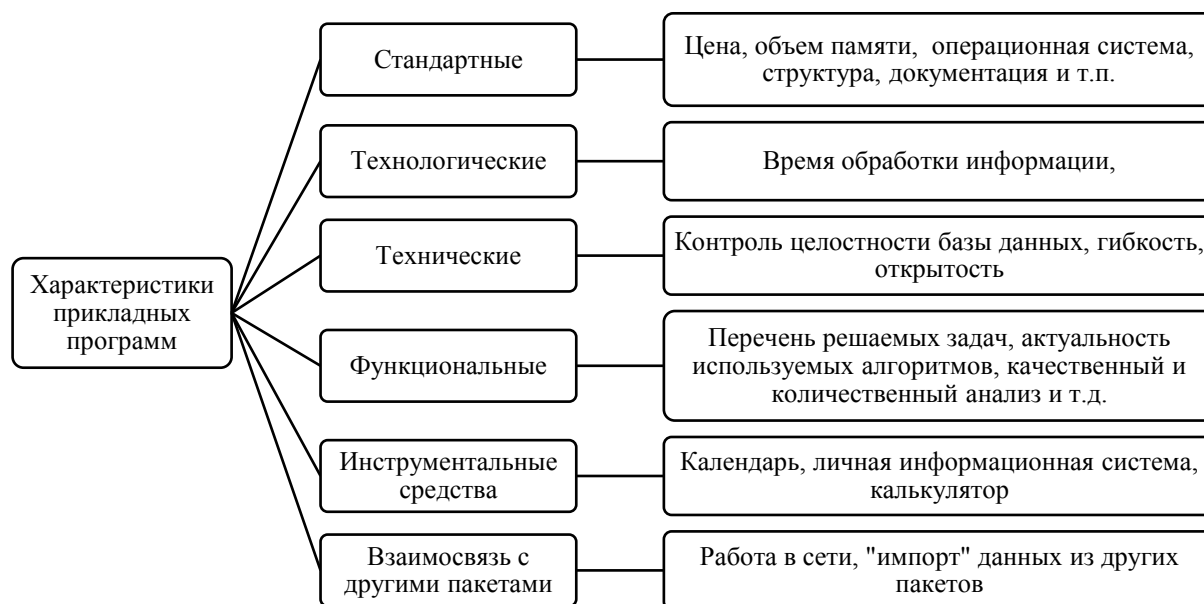 Характеристики
прикладных
программ
Стандартные
Цена, объем памяти, операционная система,
структура, документация и т.п.
Технологические
Время обработки информации,
Технические
Контроль целостности базы данных, гибкость,
открытость
Функциональные
Перечень решаемых задач, актуальность
используемых алгоритмов, качественный и
количественный анализ и т.д.
Инструментальные
средства
Календарь, личная информационная система,
калькулятор
Взаимосвязь с
другими пакетами
Работа в сети, "импорт" данных из других
пакетов